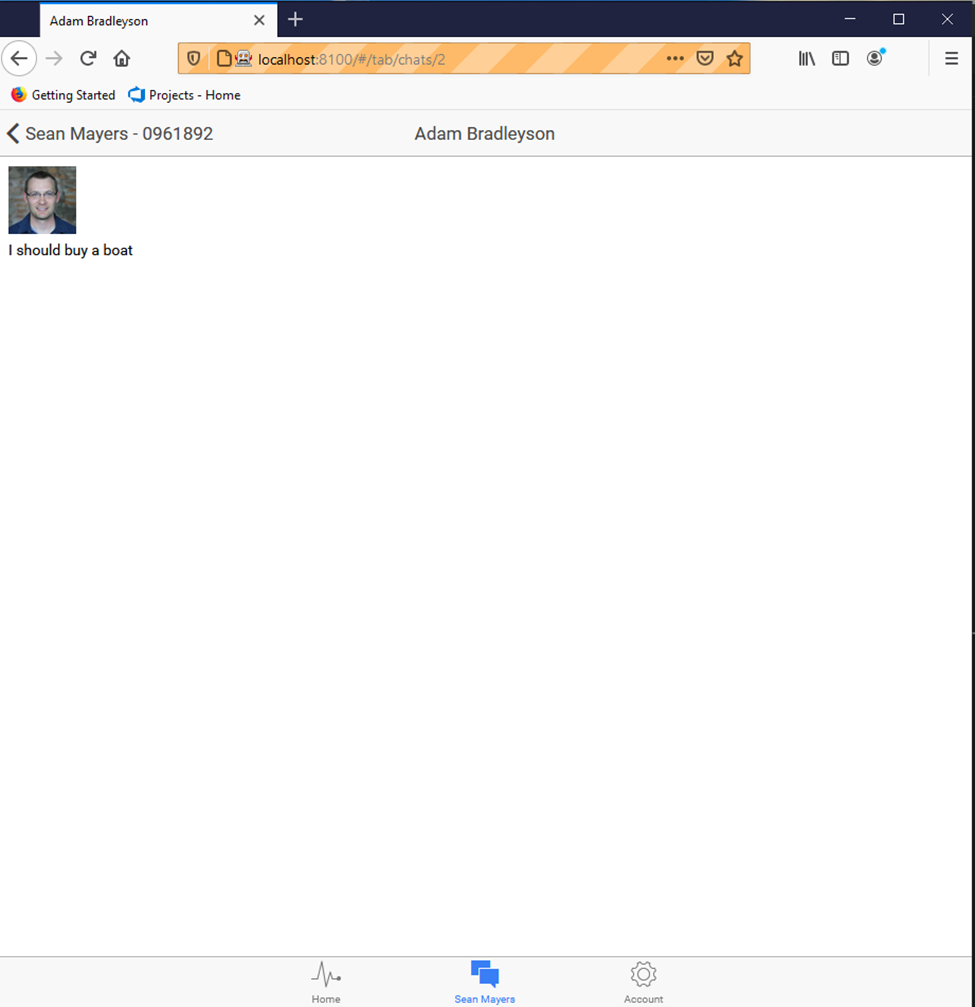 Adam Bradleyson
localhost:8100/#/tab/chats/2
Getting Started Projects - Home
Sean Mayers - 0961892 Adam Bradleyson
I should buy a boat
Home Sean Mayers Account